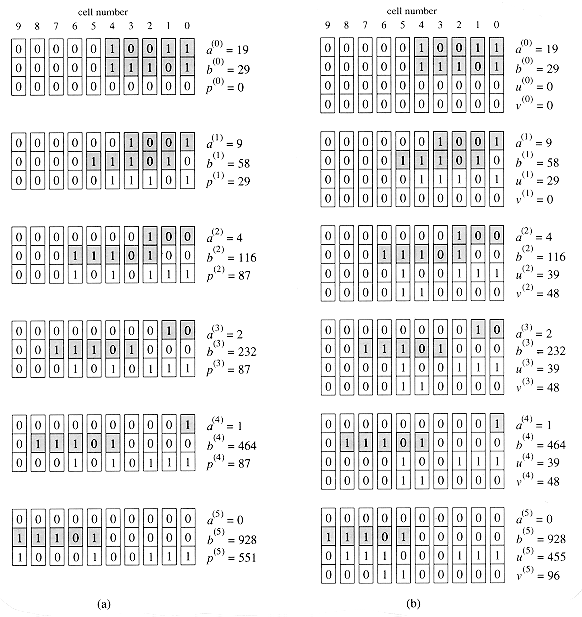 cell number
9 8 7 6 5 4 3 2 1 0
0 0 0 0 0 1 0 0 1 1 a(0) = 19
0 0 0 0 0 1 1 1 0 1 b(0) = 29
0 0 0 0 0 0 0 0 0 0 p(0) = 0
0 0 0 0 0 0 1 0 0 1 a(1) = 9
0 0 0 0 1 1 1 0 1 0 b(1) = 58
0 0 0 0 0 1 1 1 0 1 p(1) = 29
0 0 0 0 0 0 0 1 0 0 a(2) = 4
0 0 0 1 1 1 0 1 0 0 b(2) = 116
0 0 0 1 0 1 0 1 1 1 p(2) = 87
0 0 0 0 0 0 0 0 1 0 a(3) = 2
0 0 1 1 1 0 1 0 0 0 b(3) = 232
0 0 0 1 0 1 0 1 1 1 p(3) = 87
0 0 0 0 0 0 0 0 0 1 a(4) = 1
0 1 1 1 0 1 0 0 0 0 b(4) = 464
0 0 0 1 0 1 0 1 1 1 p(4) = 87
0 0 0 0 0 0 0 0 0 0 a(5) = 0
1 1 1 0 1 0 0 0 0 0 b(5) = 928
1 0 0 0 1 0 0 1 1 1 p(5) = 551
(a)
cell number
9 8 7 6 5 4 3 2 1 0
0 0 0 0 0 1 0 0 1 1 a(0) = 19
0 0 0 0 0 1 1 1 0 1 b(0) = 29
0 0 0 0 0 0 0 0 0 0 u(0) = 0
0 0 0 0 0 0 0 0 0 0 v(0) = 0
0 0 0 0 0 0 1 0 0 1 a(1) = 9
0 0 0 0 1 1 1 0 1 0 b(1) = 58
0 0 0 0 0 1 1 1 0 1 u(1) = 29
0 0 0 0 0 0 0 0 0 0 v(1) = 0
0 0 0 0 0 0 0 1 0 0 a(2) = 4
0 0 0 1 1 1 0 1 0 0 b(2) = 116
0 0 0 0 1 0 0 1 1 1 u(2) = 39
0 0 0 0 1 1 0 0 0 0 v(2) = 48
0 0 0 0 0 0 0 0 1 0 a(3) = 2
0 0 1 1 1 0 1 0 0 0 b(3) = 232
0 0 0 0 1 0 0 1 1 1 u(3) = 39
0 0 0 0 1 1 0 0 0 0 v(3) = 48
0 0 0 0 0 0 0 0 0 1 a(4) = 1
0 1 1 1 0 1 0 0 0 0 b(4) = 464
0 0 0 0 1 0 0 1 1 1 u(4) = 39
0 0 0 0 1 1 0 0 0 0 v(4) = 48
0 0 0 0 0 0 0 0 0 0 a(5) = 0
1 1 1 0 1 0 0 0 0 0 b(5) = 928
0 1 1 1 0 0 0 1 1 1 u(5) = 455
0 0 0 1 1 0 0 0 0 0 v(5) = 96
(b)